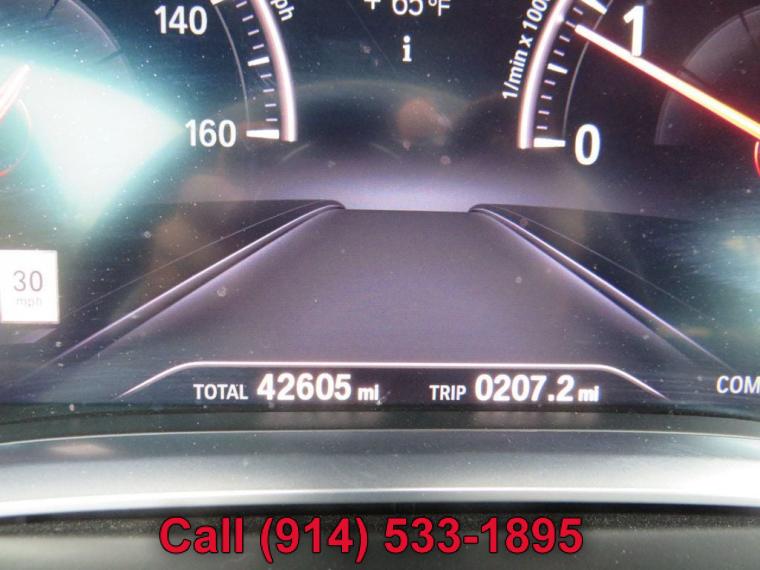 140
mph
+ 65°F
1/min x 1000
1
160
0
30
mph
TOTAL 42605 mi
TRIP 0207.2 mi
COM
Call (914) 533-1895